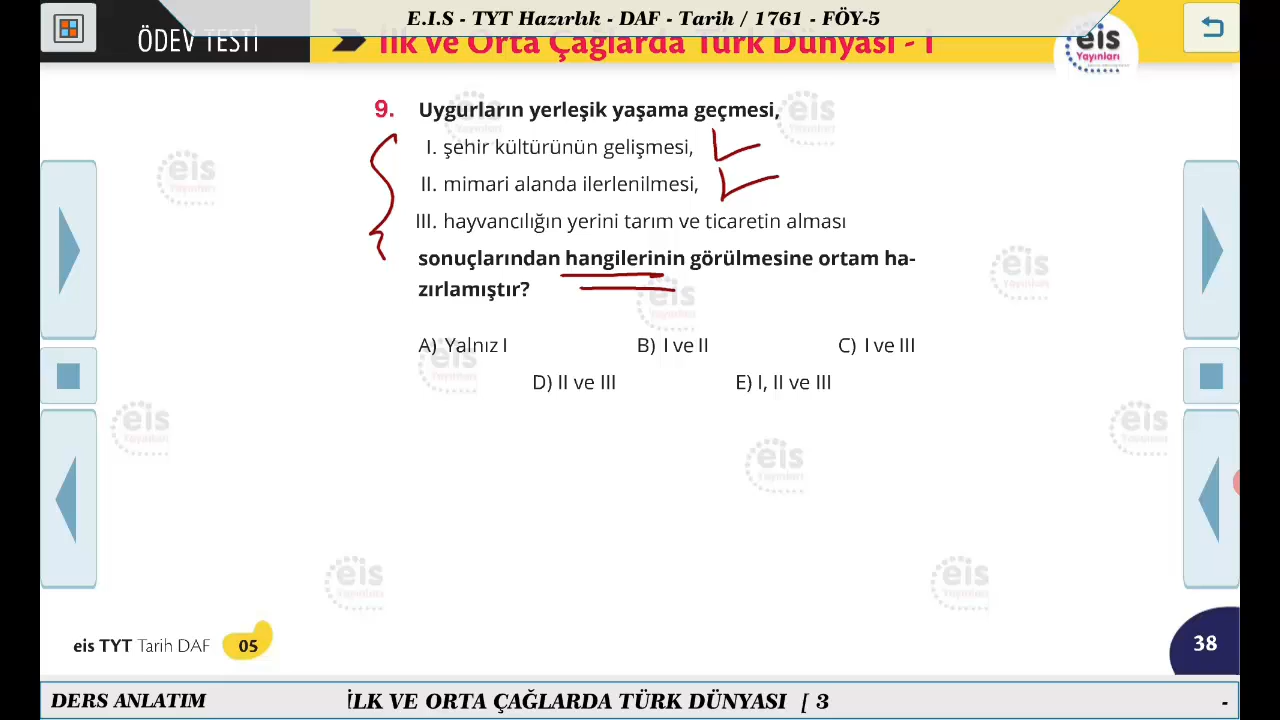 E.I.S - TYT Hazırlık - DAF - Tarih / 1761 - FÖY-5
ÖDEV TESTİ
İlk ve Orta Çağlarda Türk Dünyası - I
eis
Yayınları
9. Uygurların yerleşik yaşama geçmesi,
I. şehir kültürünün gelişmesi,
II. mimari alanda ilerlenilmesi,
III. hayvancılığın yerini tarım ve ticaretin alması
sonuçlarından hangilerinin görülmesine ortam ha-
zırlamıştır?
A) Yalnız I B) I ve II C) I ve III
D) II ve III E) I, II ve III
eis TYT Tarih DAF 05
38
DERS ANLATIM İLK VE ORTA ÇAĞLARDA TÜRK DÜNYASI [ 3 -